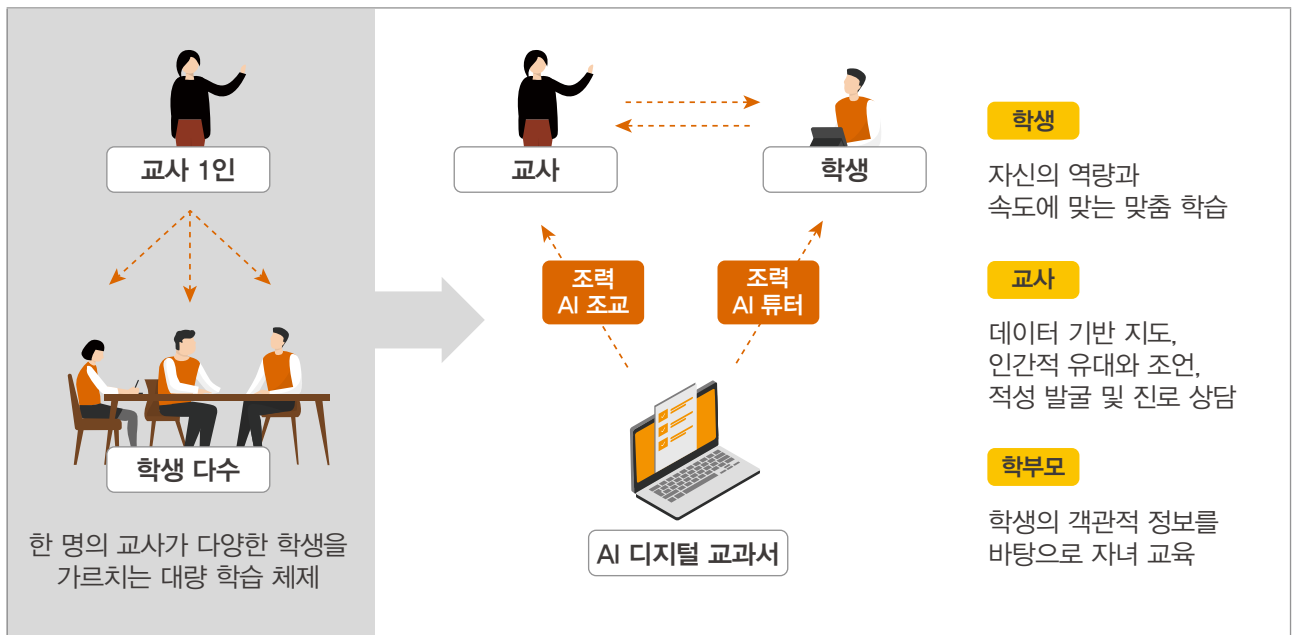 교사 1인
학생 다수
한 명의 교사가 다양한 학생을
가르치는 대량 학습 체제
교사
학생
조력
AI 조교
조력
AI 튜터
AI 디지털 교과서
학생
자신의 역량과
속도에 맞는 맞춤 학습
교사
데이터 기반 지도,
인간적 유대와 조언,
적성 발굴 및 진로 상담
학부모
학생의 객관적 정보를
바탕으로 자녀 교육